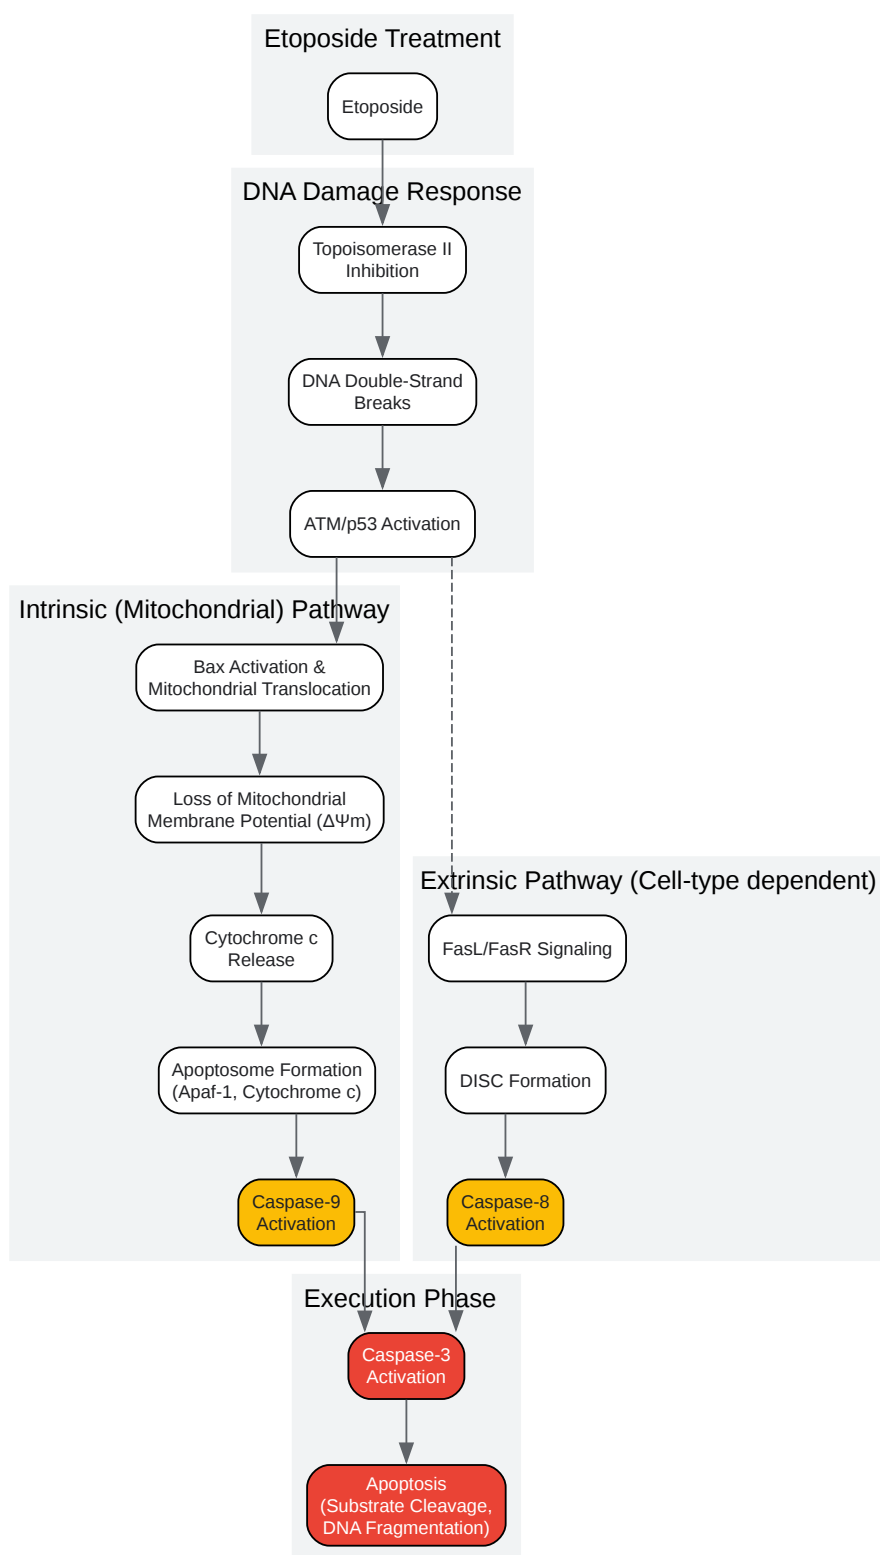 Etoposide Treatment
Etoposide
DNA Damage Response
Topoisomerase II
Inhibition
DNA Double-Strand
Breaks
ATM/p53 Activation
Intrinsic (Mitochondrial) Pathway
Bax Activation &
Mitochondrial Translocation
Loss of Mitochondrial
Membrane Potential (ΔΨm)
Cytochrome c
Release
Apoptosome Formation
(Apaf-1, Cytochrome c)
Caspase-9
Activation
Extrinsic Pathway (Cell-type dependent)
FasL/FasR Signaling
DISC Formation
Caspase-8
Activation
Execution Phase
Caspase-3
Activation
Apoptosis
(Substrate Cleavage,
DNA Fragmentation)